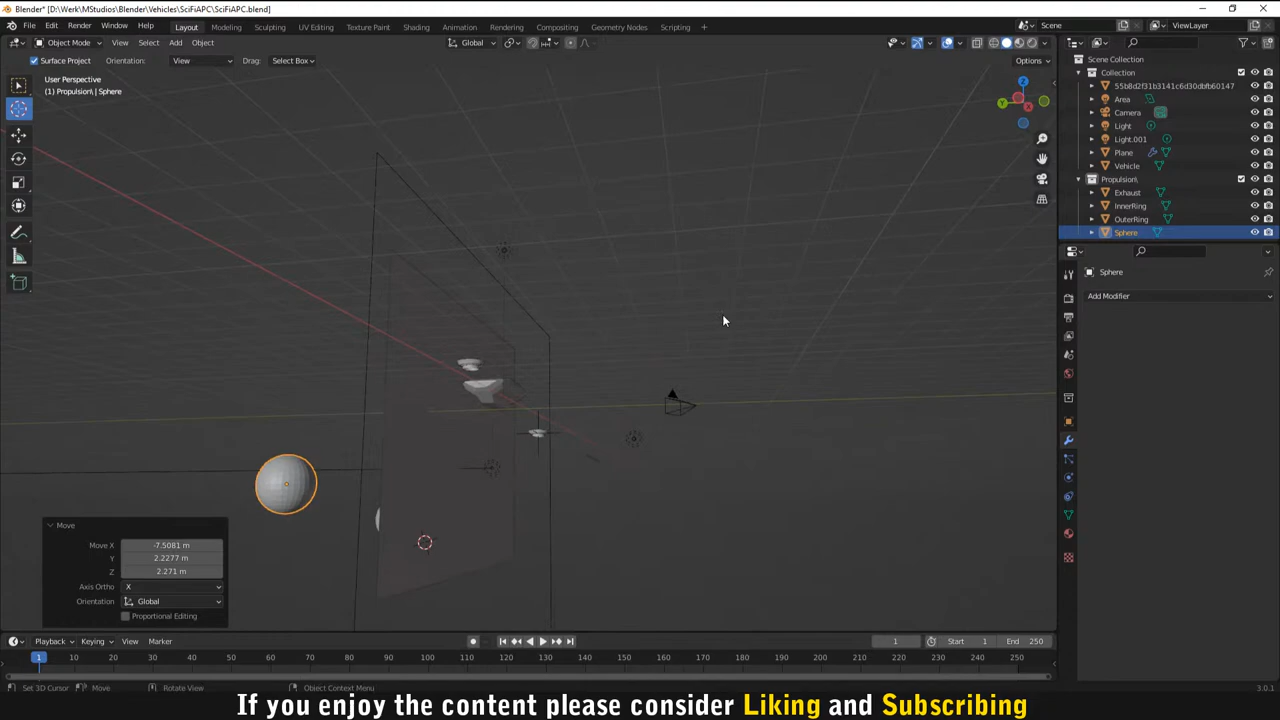 Blender* [D:\Werk\MStudios\Blender\Vehicles\SciFiAPC\SciFiAPC.blend]
File Edit Render Window Help Layout Modeling Sculpting UV Editing Texture Paint Shading Animation Rendering Compositing Geometry Nodes Scripting Scene ViewLayer
Object Mode View Select Add Object Global
Surface Project Orientation: View Drag: Select Box Options
User Perspective
(1) Propulsion\ | Sphere
Scene Collection
Collection
55b8d2f31b3141c6d30dbfb60147
Area
Camera
Light
Light.001
Plane
Vehicle
Propulsion\
Exhaust
InnerRing
OuterRing
Sphere
Sphere
Add Modifier
X
Y
Z
Move
Move X -7.5081 m
Y 2.2277 m
Z 2.271 m
Axis Ortho X
Orientation Global
Proportional Editing
Playback Keying View Marker 1 Start 1 End 250
1 10 20 30 40 50 60 70 80 90 100 110 120 130 140 150 160 170 180 190 200 210 220 230 240 250
Set 3D Cursor Move Rotate View Object Context Menu 3.0.1
If you enjoy the content please consider Liking and Subscribing